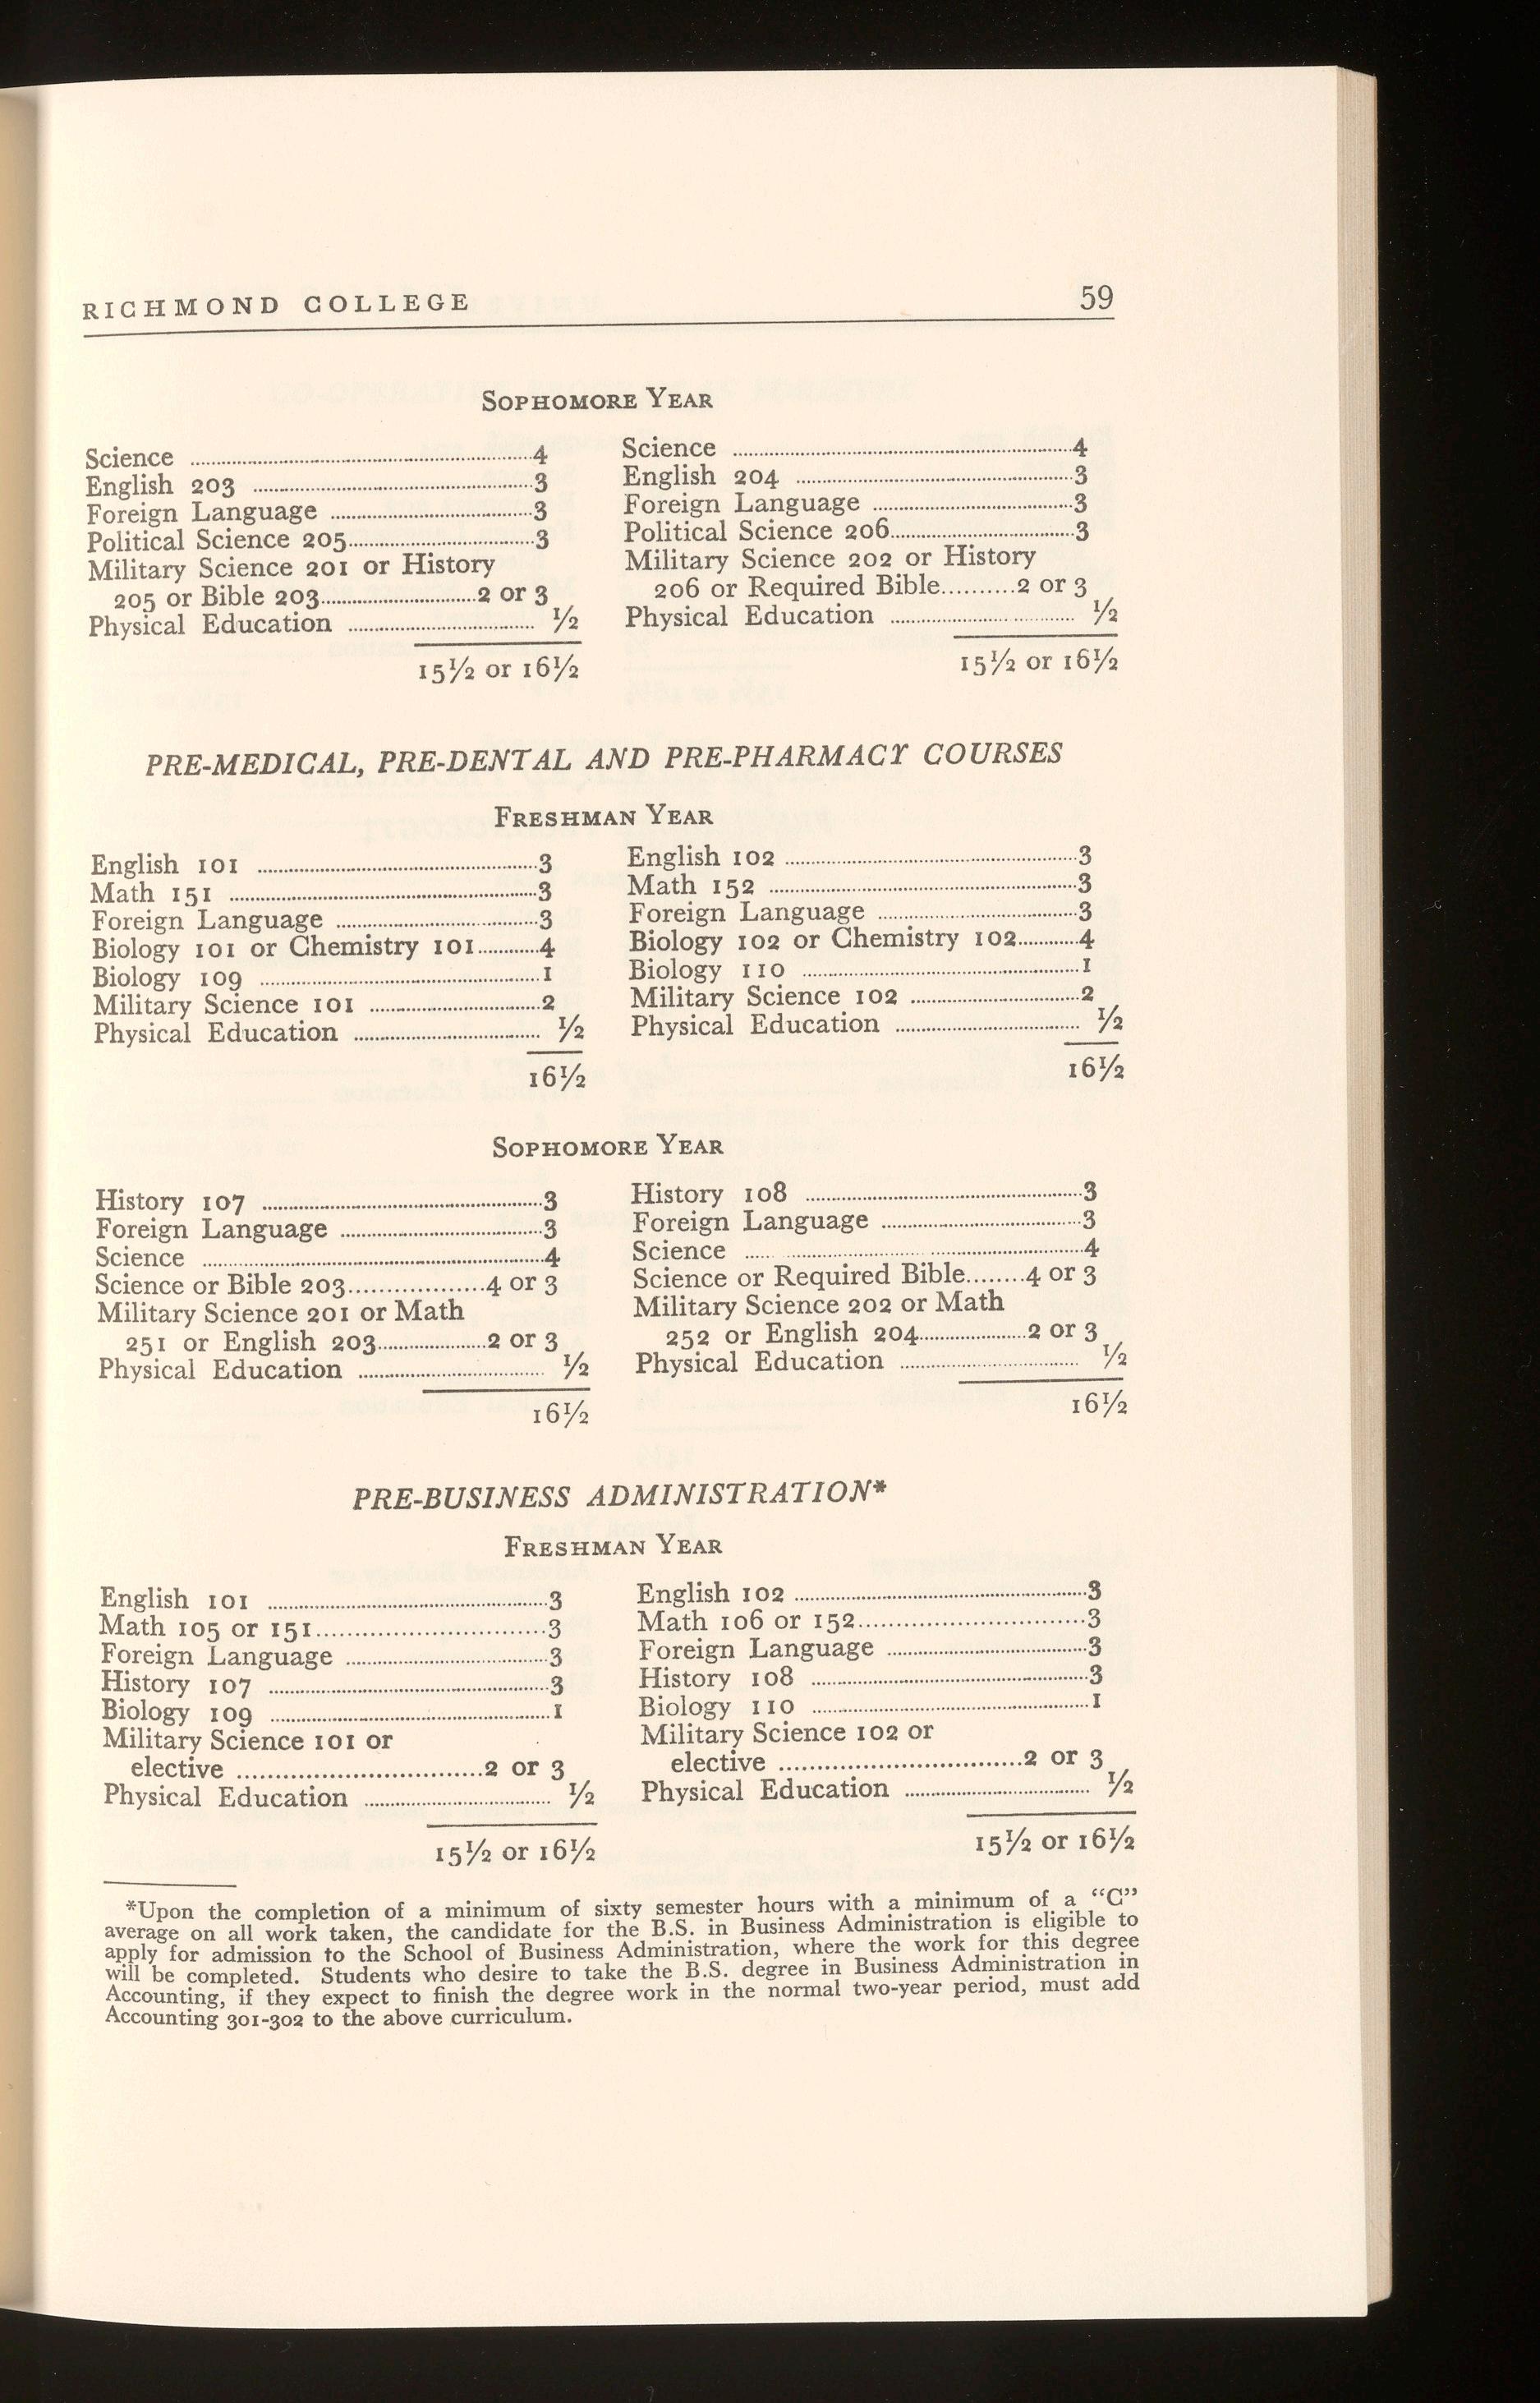 RICHMOND COLLEGE 59
SOPHOMORE YEAR
Science ........ 4
English 203 ........ 3
Foreign Language ........ 3
Political Science 205 ........ 3
Military Science 201 or History
205 or Bible 203 ........ 2 or 3
Physical Education ........ ½
15½ or 16½
Science ........ 4
English 204 ........ 3
Foreign Language ........ 3
Political Science 206 ........ 3
Military Science 202 or History
206 or Required Bible ........ 2 or 3
Physical Education ........ ½
15½ or 16½
PRE-MEDICAL, PRE-DENTAL AND PRE-PHARMACY COURSES
FRESHMAN YEAR
English 101 ........ 3
Math 151 ........ 3
Foreign Language ........ 3
Biology 101 or Chemistry 101 ........ 4
Biology 109 ........ 1
Military Science 101 ........ 2
Physical Education ........ ½
16½
English 102 ........ 3
Math 152 ........ 3
Foreign Language ........ 3
Biology 102 or Chemistry 102 ........ 4
Biology 110 ........ 1
Military Science 102 ........ 2
Physical Education ........ ½
16½
SOPHOMORE YEAR
History 107 ........ 3
Foreign Language ........ 3
Science ........ 4
Science or Bible 203 ........ 4 or 3
Military Science 201 or Math
251 or English 203 ........ 2 or 3
Physical Education ........ ½
16½
History 108 ........ 3
Foreign Language ........ 3
Science ........ 4
Science or Required Bible ........ 4 or 3
Military Science 202 or Math
252 or English 204 ........ 2 or 3
Physical Education ........ ½
16½
PRE-BUSINESS ADMINISTRATION*
FRESHMAN YEAR
English 101 ........ 3
Math 105 or 151 ........ 3
Foreign Language ........ 3
History 107 ........ 3
Biology 109 ........ 1
Military Science 101 or
elective ........ 2 or 3
Physical Education ........ ½
15½ or 16½
English 102 ........ 3
Math 106 or 152 ........ 3
Foreign Language ........ 3
History 108 ........ 3
Biology 110 ........ 1
Military Science 102 or
elective ........ 2 or 3
Physical Education ........ ½
15½ or 16½
*Upon the completion of a minimum of sixty semester hours with a minimum of a “C”
average on all work taken, the candidate for the B.S. in Business Administration is eligible to
apply for admission to the School of Business Administration, where the work for this degree
will be completed. Students who desire to take the B.S. degree in Business Administration in
Accounting, if they expect to finish the degree work in the normal two-year period, must add
Accounting 301-302 to the above curriculum.